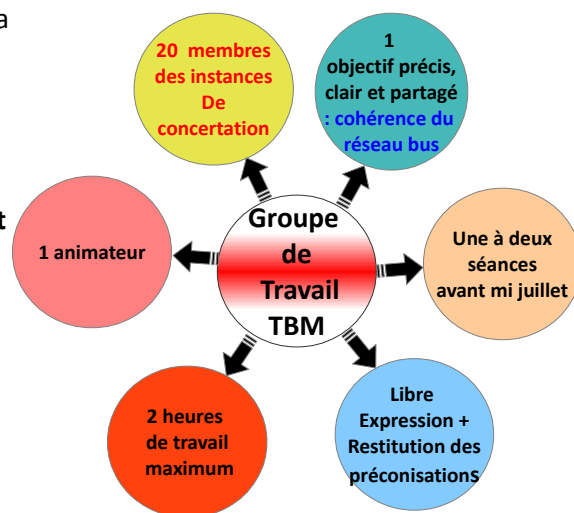 a
20 membres
des instances
De
concertation
1
objectif précis,
clair et partagé
: cohérence du
réseau bus
t
1 animateur
Groupe
de
Travail
TBM
Une à deux
séances
avant mi juillet
2 heures
de travail
maximum
Libre
Expression +
Restitution des
préconisations